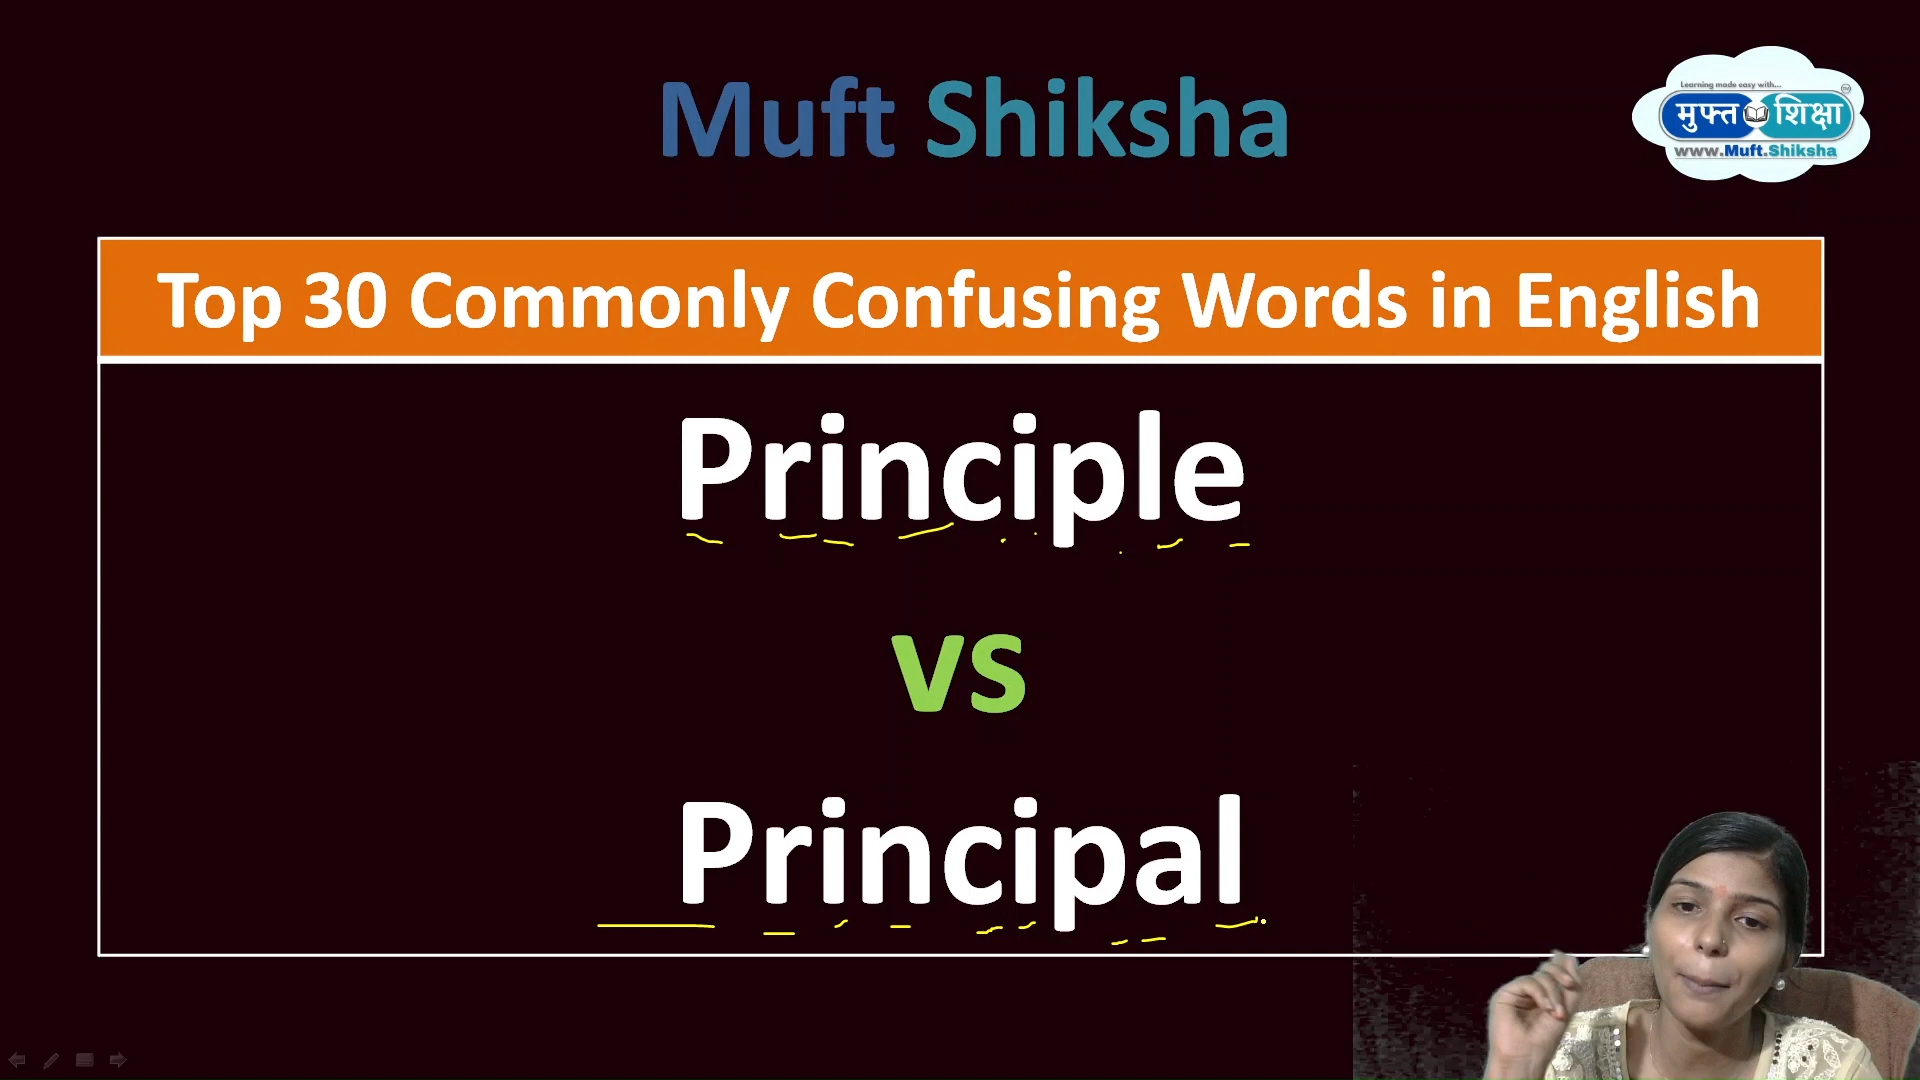 Muft Shiksha
Learning made easy with...
मुफ्त शिक्षा
TM
www.Muft.Shiksha
Top 30 Commonly Confusing Words in English
Principle
vs
Principal